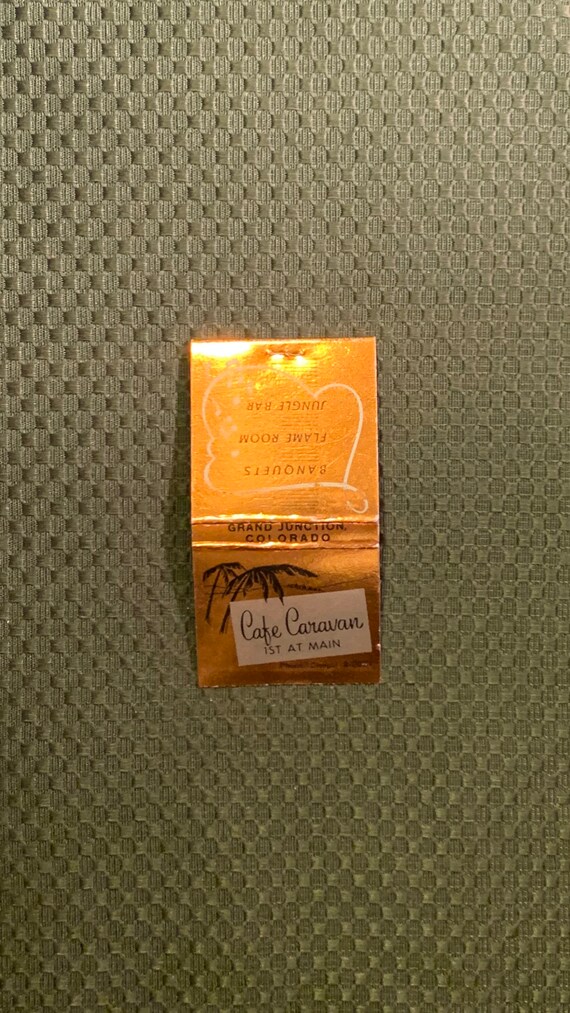 JUNGLE BAR
FLAME ROOM
BANQUETS
GRAND JUNCTION,
COLORADO
Cafe Caravan
1ST AT MAIN